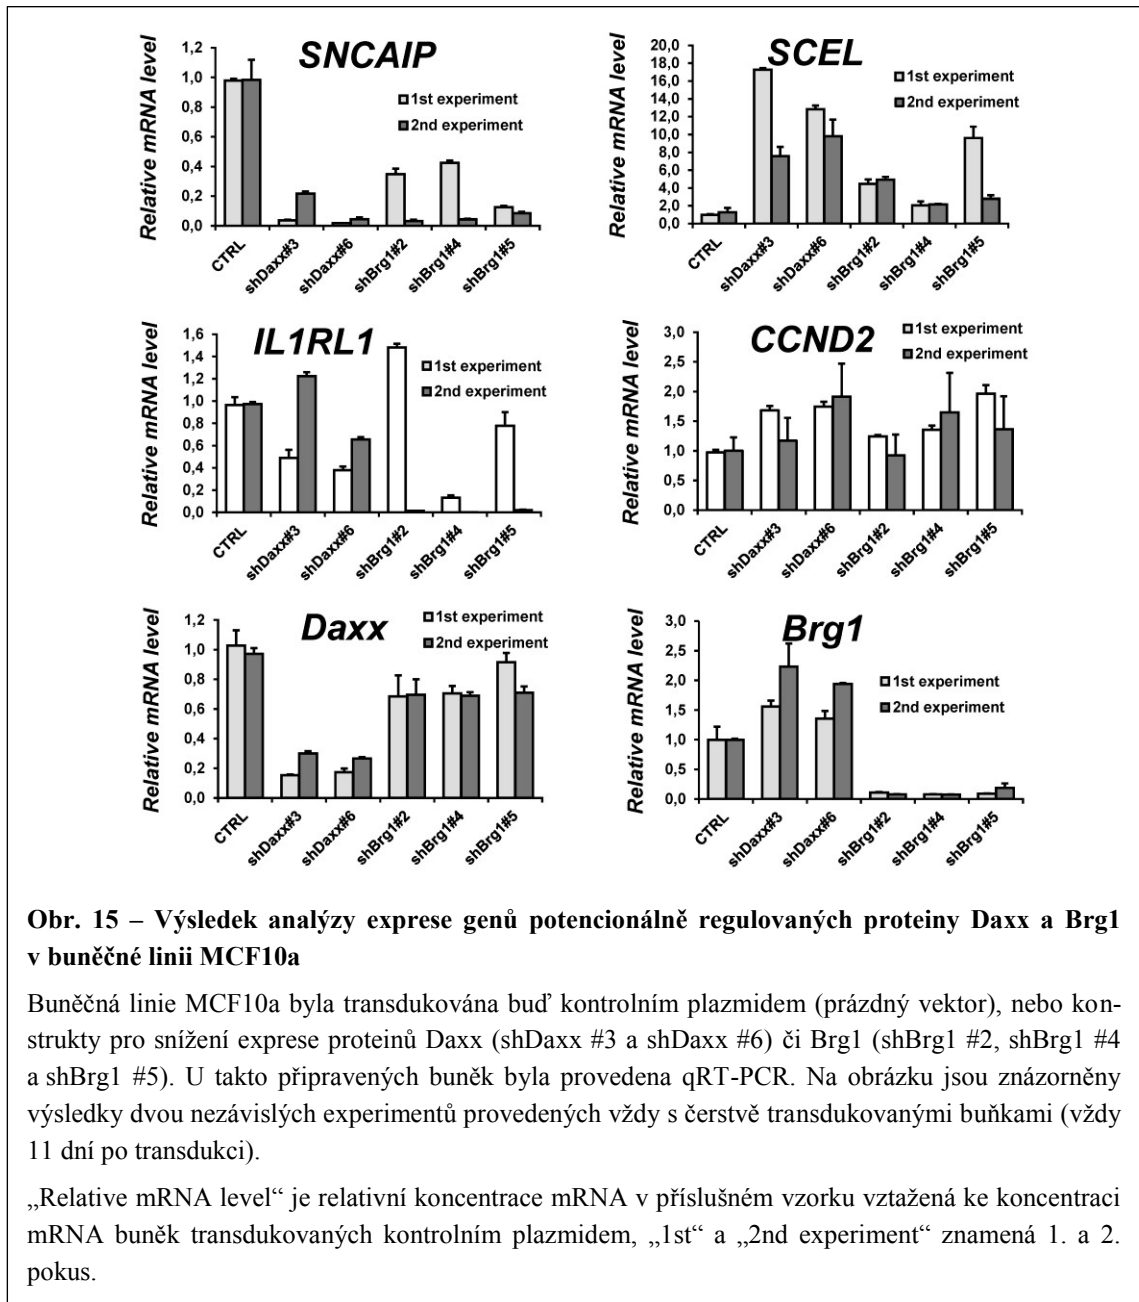 SNCAIP
Relative mRNA level
1,2
1,0
0,8
0,6
0,4
0,2
0,0
1st experiment
2nd experiment
CTRL
shDaxx#3
shDaxx#6
shBrg1#2
shBrg1#4
shBrg1#5
SCEL
Relative mRNA level
20,0
18,0
16,0
14,0
12,0
10,0
8,0
6,0
4,0
2,0
0,0
1st experiment
2nd experiment
CTRL
shDaxx#3
shDaxx#6
shBrg1#2
shBrg1#4
shBrg1#5
IL1RL1
Relative mRNA level
1,6
1,4
1,2
1,0
0,8
0,6
0,4
0,2
0,0
1st experiment
2nd experiment
CTRL
shDaxx#3
shDaxx#6
shBrg1#2
shBrg1#4
shBrg1#5
CCND2
Relative mRNA level
3,0
2,5
2,0
1,5
1,0
0,5
0,0
1st experiment
2nd experiment
CTRL
shDaxx#3
shDaxx#6
shBrg1#2
shBrg1#4
shBrg1#5
Daxx
Relative mRNA level
1,2
1,0
0,8
0,6
0,4
0,2
0,0
1st experiment
2nd experiment
CTRL
shDaxx#3
shDaxx#6
shBrg1#2
shBrg1#4
shBrg1#5
Brg1
Relative mRNA level
3,0
2,5
2,0
1,5
1,0
0,5
0,0
1st experiment
2nd experiment
CTRL
shDaxx#3
shDaxx#6
shBrg1#2
shBrg1#4
shBrg1#5
Obr. 15 – Výsledek analýzy exprese genů potencionálně regulovaných proteiny Daxx a Brg1
v buněčné linii MCF10a
Buněčná linie MCF10a byla transdukována buď kontrolním plazmidem (prázdný vektor), nebo kon-
strukty pro snížení exprese proteinů Daxx (shDaxx #3 a shDaxx #6) či Brg1 (shBrg1 #2, shBrg1 #4
a shBrg1 #5). U takto připravených buněk byla provedena qRT-PCR. Na obrázku jsou znázorněny
výsledky dvou nezávislých experimentů provedených vždy s čerstvě transdukovanými buňkami (vždy
11 dní po transdukci).
„Relative mRNA level“ je relativní koncentrace mRNA v příslušném vzorku vztažená ke koncentraci
mRNA buněk transdukovaných kontrolním plazmidem, „1st“ a „2nd experiment“ znamená 1. a 2.
pokus.